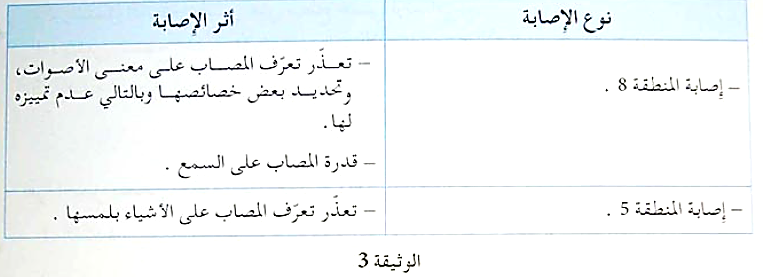 نوع الإصابة
أثر الإصابة
– إصابة المنطقة 8 .
– تعذّر تعرّف المصاب على معنى الأصوات،
وتحديد بعض خصائصها وبالتالي عدم تمييزه
لها.
– قدرة المصاب على السمع .
– إصابة المنطقة 5 .
– تعذّر تعرّف المصاب على الأشياء بلمسها .
الوثيقة 3